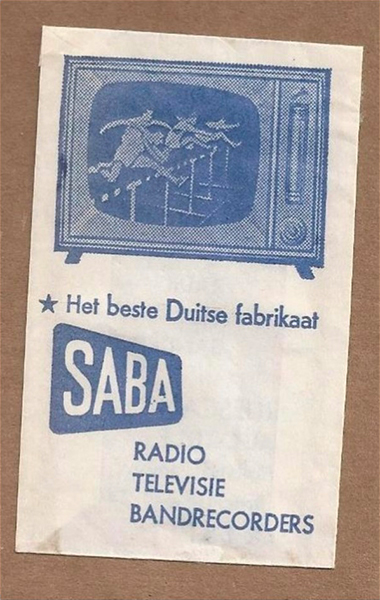 ★ Het beste Duitse fabrikaat
SABA
RADIO
TELEVISIE
BANDRECORDERS